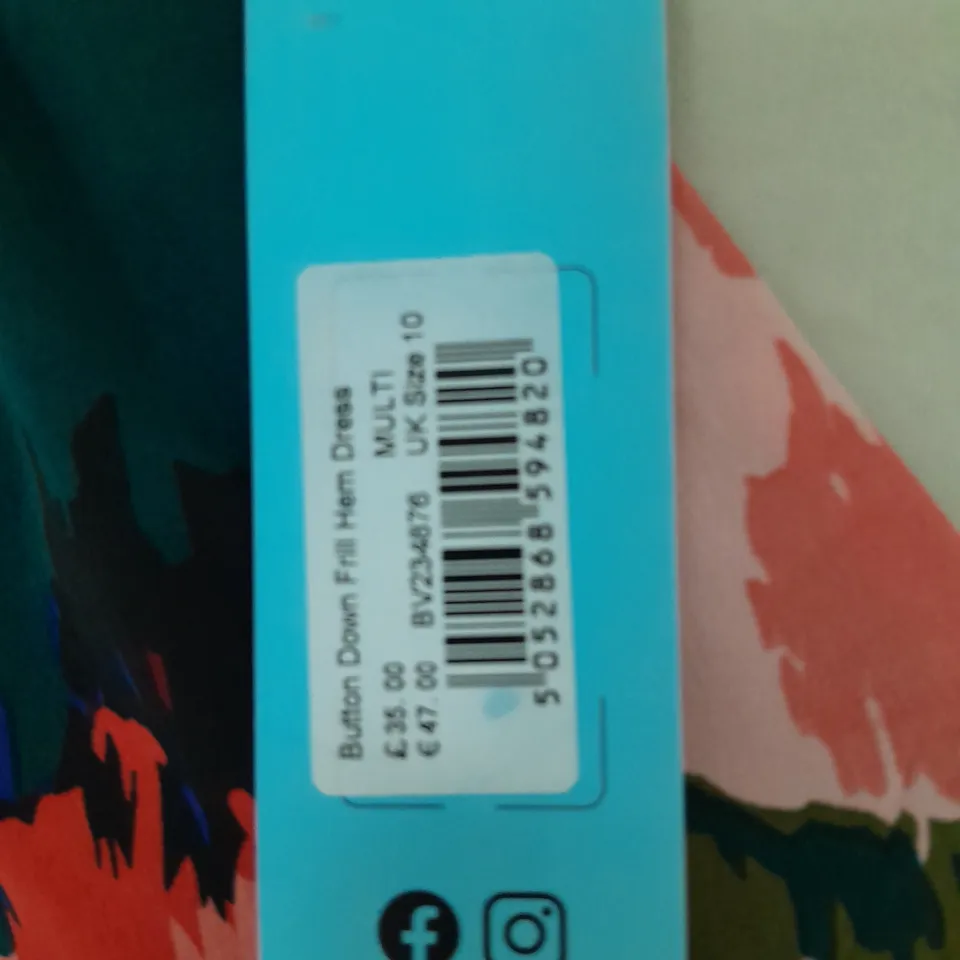 Button Down Frill Hem Dress
£35.00 MULTI
€47.00 BV234876 UK Size 10
5 052868 594820